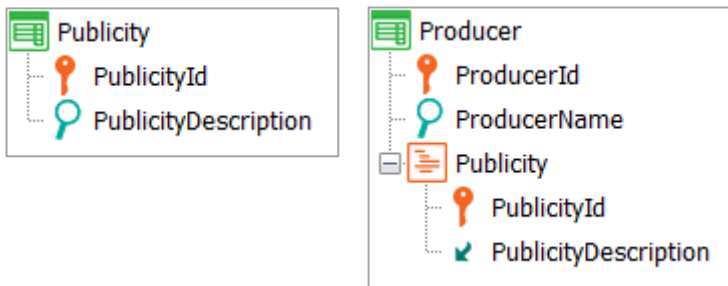 Publicity
PublicityId
PublicityDescription
Producer
ProducerId
ProducerName
Publicity
PublicityId
PublicityDescription